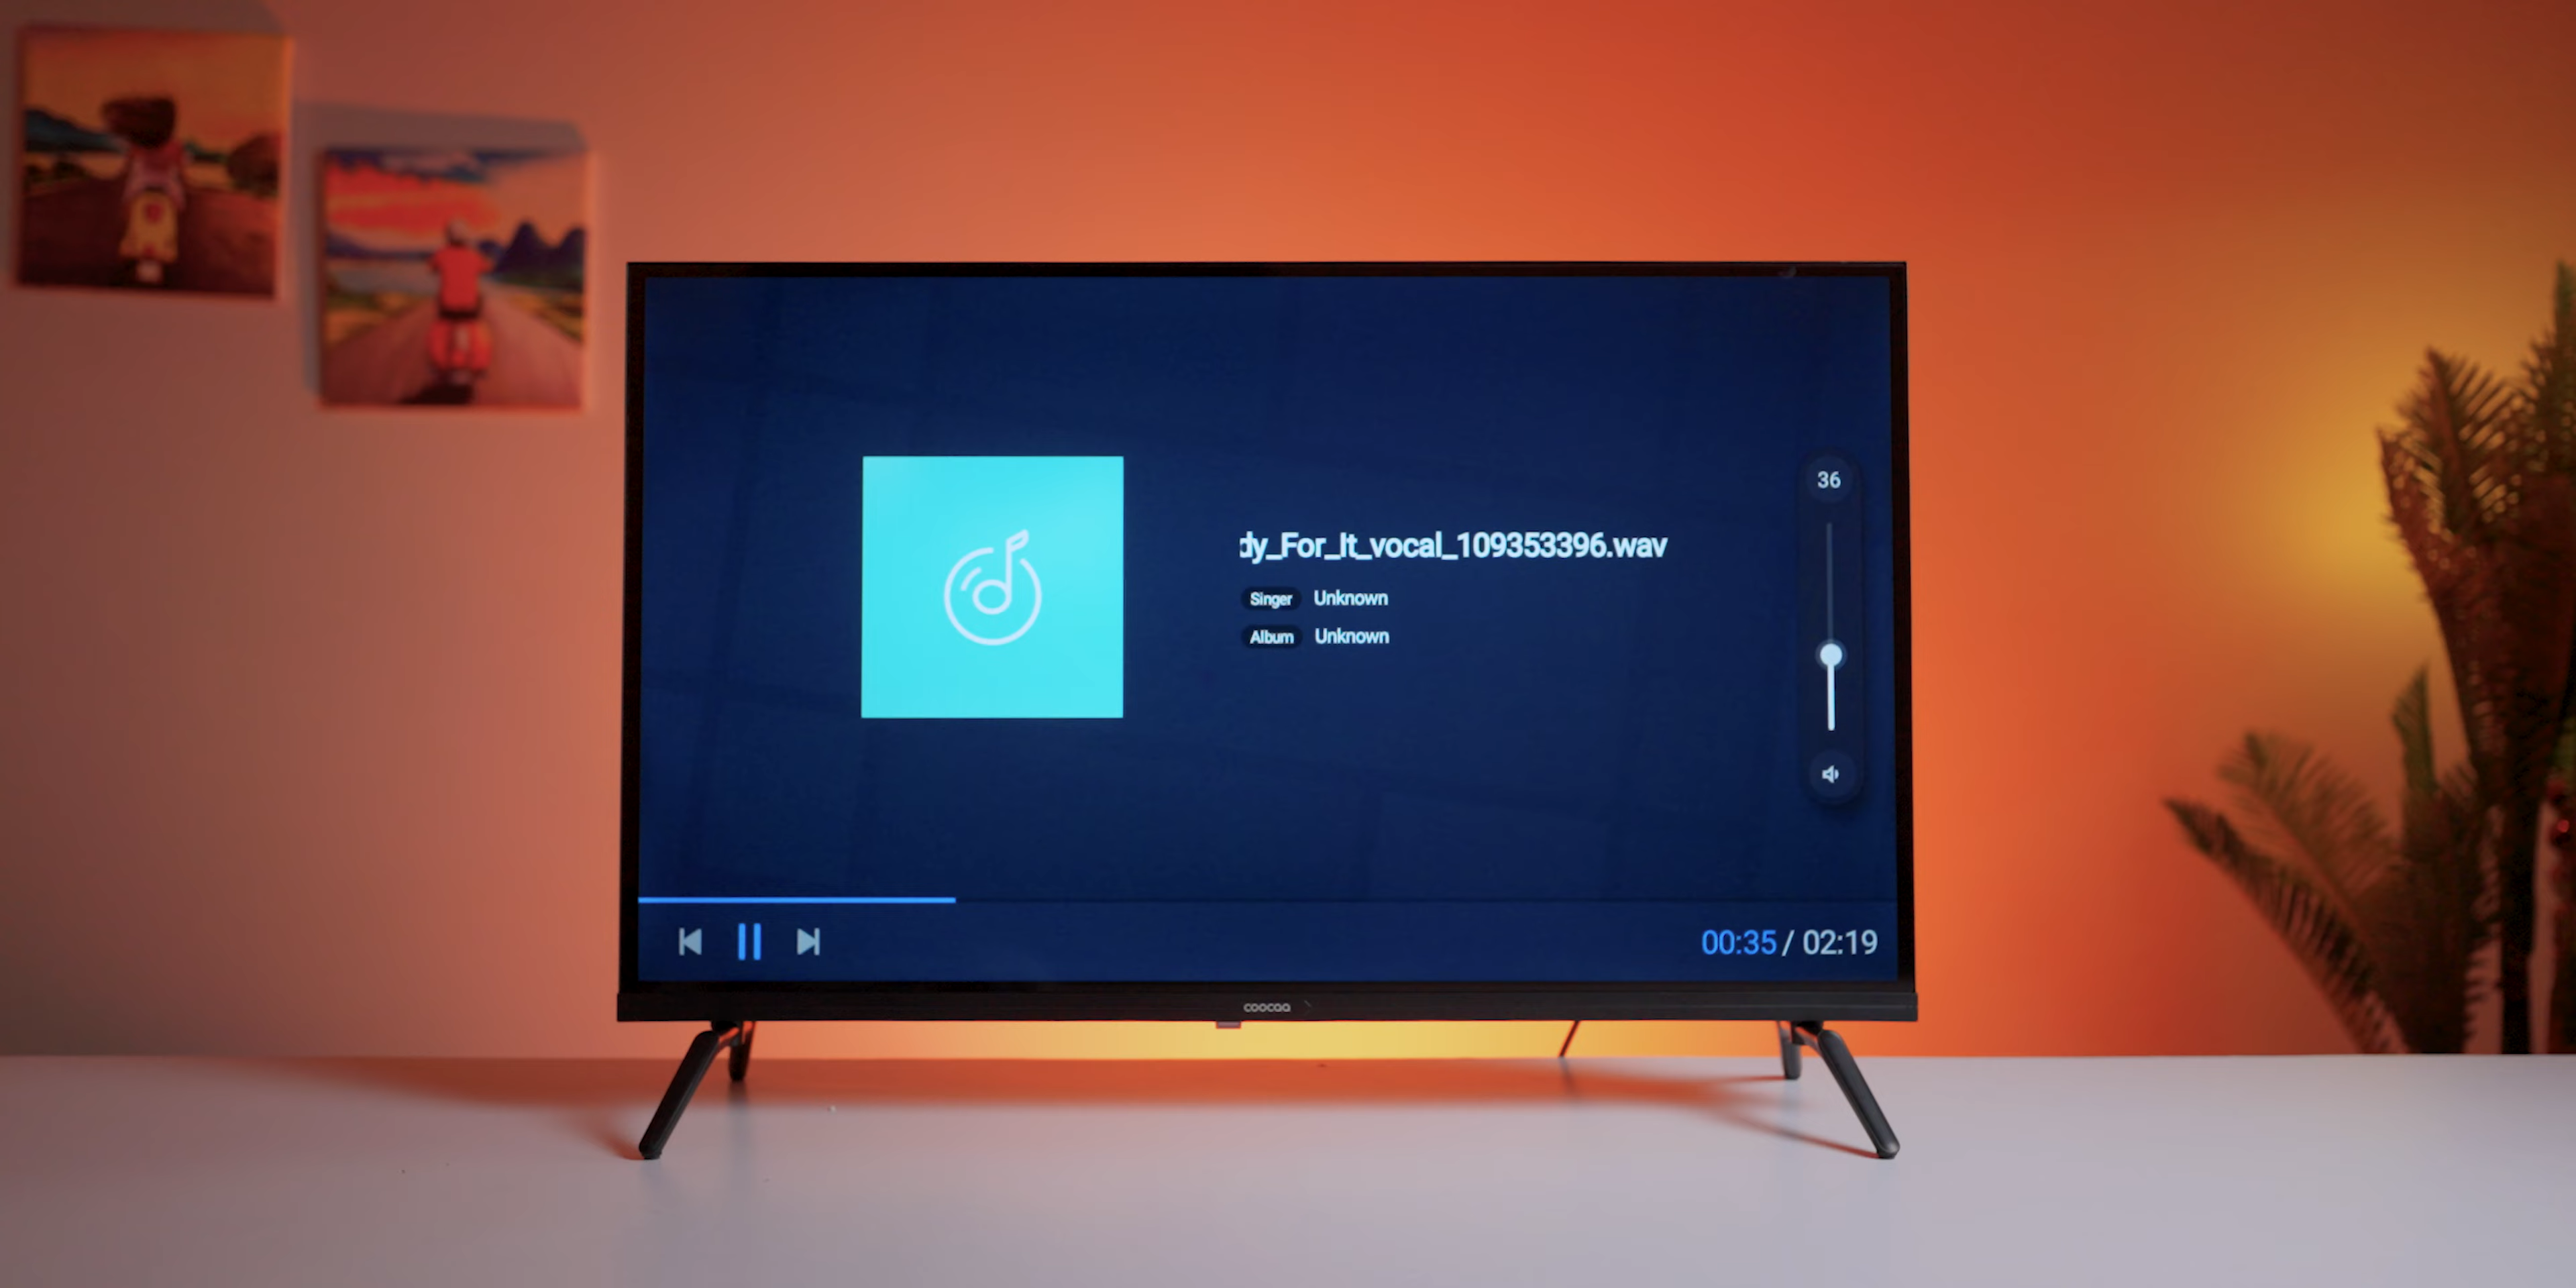 36
dy_For_It_vocal_109353396.wav
Singer Unknown
Album Unknown
00:35 / 02:19
coocaa